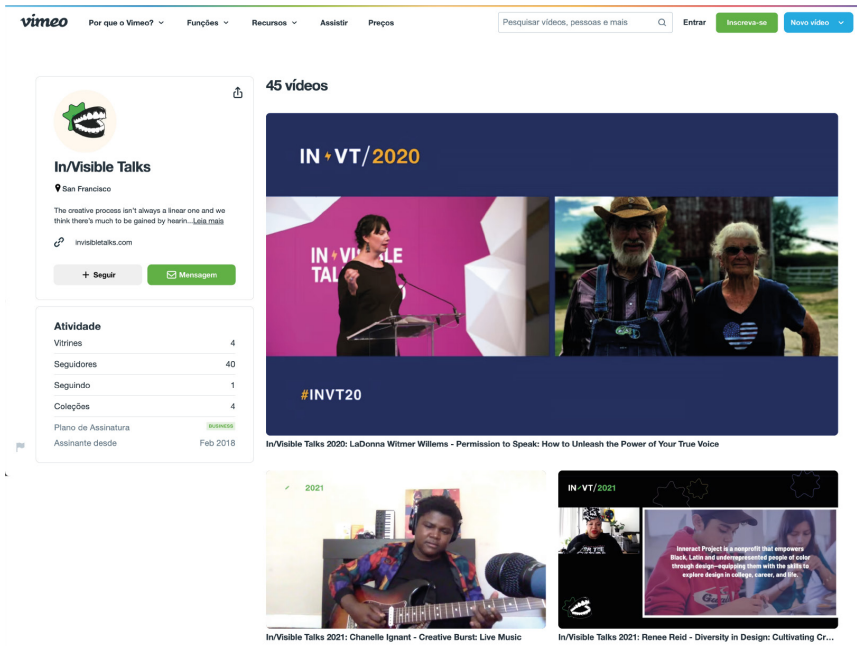 vimeo
Por que o Vimeo?
Funções
Recursos
Assistir
Preços
Pesquisar vídeos, pessoas e mais
Entrar
Inscreva-se
Novo vídeo
In/Visible Talks
San Francisco
The creative process isn't always a linear one and we
think there's much to be gained by hearin...Leia mais
invisibletalks.com
+ Seguir
Mensagem
Atividade
Vitrines 4
Seguidores 40
Seguindo 1
Coleções 4
Plano de Assinatura BUSINESS
Assinante desde Feb 2018
45 vídeos
IN VT/2020
IN VISIBLE
TAL
#INVT20
In/Visible Talks 2020: LaDonna Witmer Willems - Permission to Speak: How to Unleash the Power of Your True Voice
2021
In/Visible Talks 2021: Chanelle Ignant - Creative Burst: Live Music
IN VT/2021
Inneract Project is a nonprofit that empowers
Black, Latin and underrepresented people of color
through design–equipping them with the skills to
explore design in college, career, and life.
In/Visible Talks 2021: Renee Reid - Diversity in Design: Cultivating Cr...